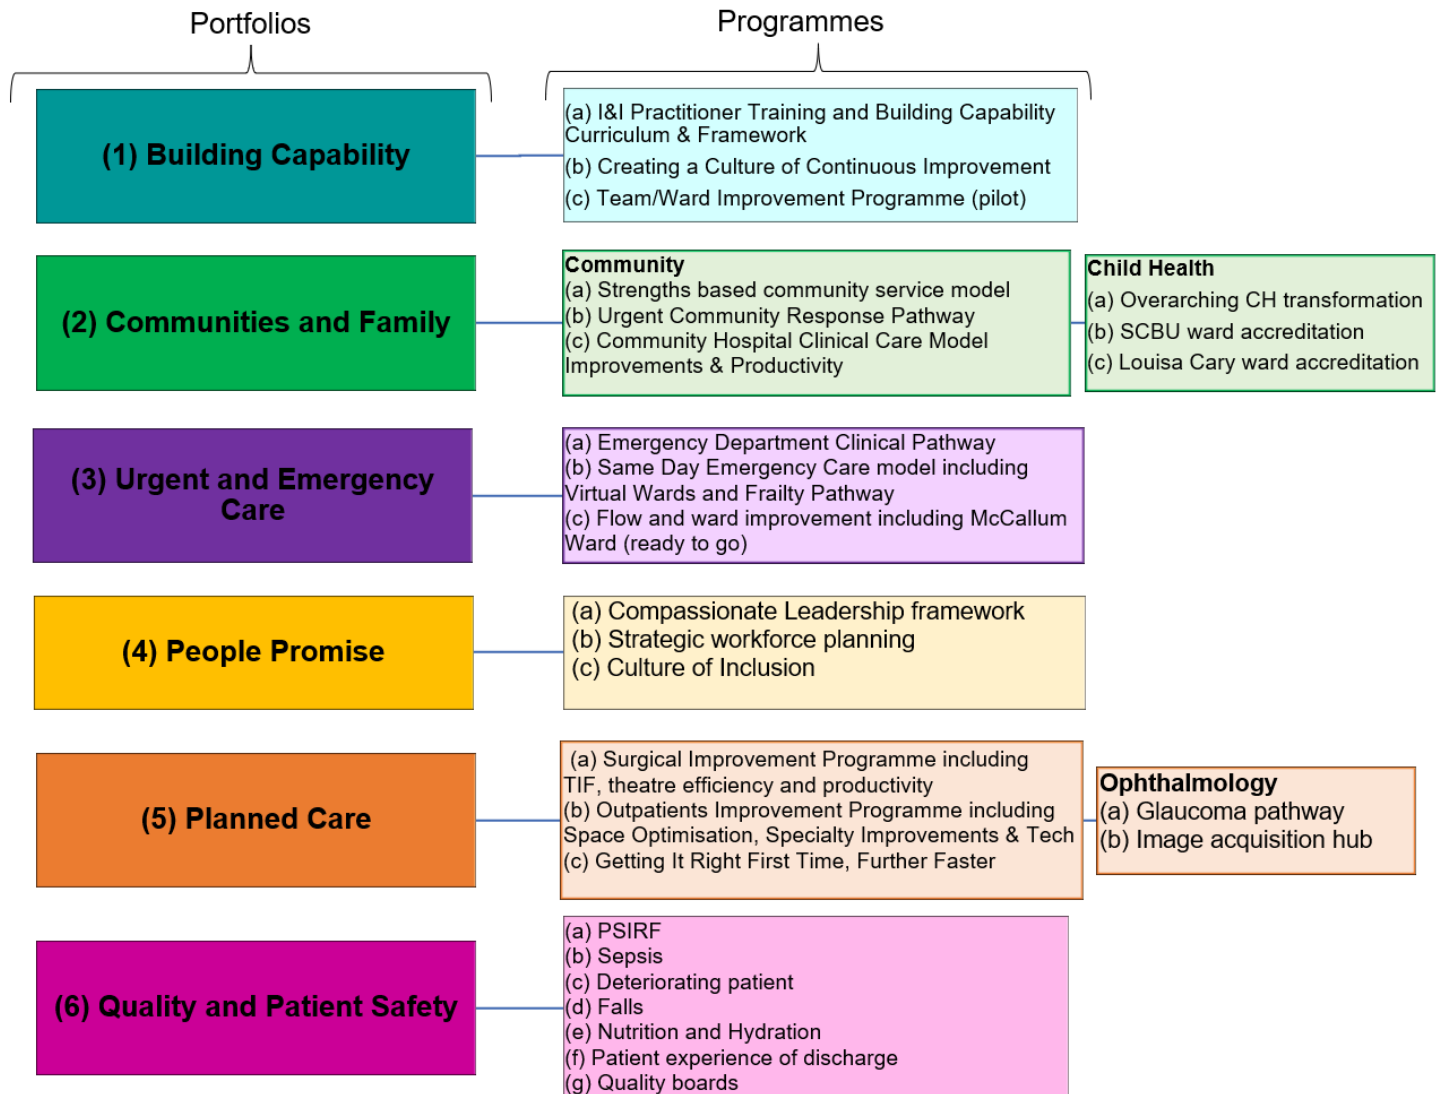 Portfolios
Programmes
(1) Building Capability
(a) I&I Practitioner Training and Building Capability
Curriculum & Framework
(b) Creating a Culture of Continuous Improvement
(c) Team/Ward Improvement Programme (pilot)
(2) Communities and Family
Community
(a) Strengths based community service model
(b) Urgent Community Response Pathway
(c) Community Hospital Clinical Care Model
Improvements & Productivity
Child Health
(a) Overarching CH transformation
(b) SCBU ward accreditation
(c) Louisa Cary ward accreditation
(3) Urgent and Emergency
Care
(a) Emergency Department Clinical Pathway
(b) Same Day Emergency Care model including
Virtual Wards and Frailty Pathway
(c) Flow and ward improvement including McCallum
Ward (ready to go)
(4) People Promise
(a) Compassionate Leadership framework
(b) Strategic workforce planning
(c) Culture of Inclusion
(5) Planned Care
(a) Surgical Improvement Programme including
TIF, theatre efficiency and productivity
(b) Outpatients Improvement Programme including
Space Optimisation, Specialty Improvements & Tech
(c) Getting It Right First Time, Further Faster
Ophthalmology
(a) Glaucoma pathway
(b) Image acquisition hub
(6) Quality and Patient Safety
(a) PSIRF
(b) Sepsis
(c) Deteriorating patient
(d) Falls
(e) Nutrition and Hydration
(f) Patient experience of discharge
(g) Quality boards